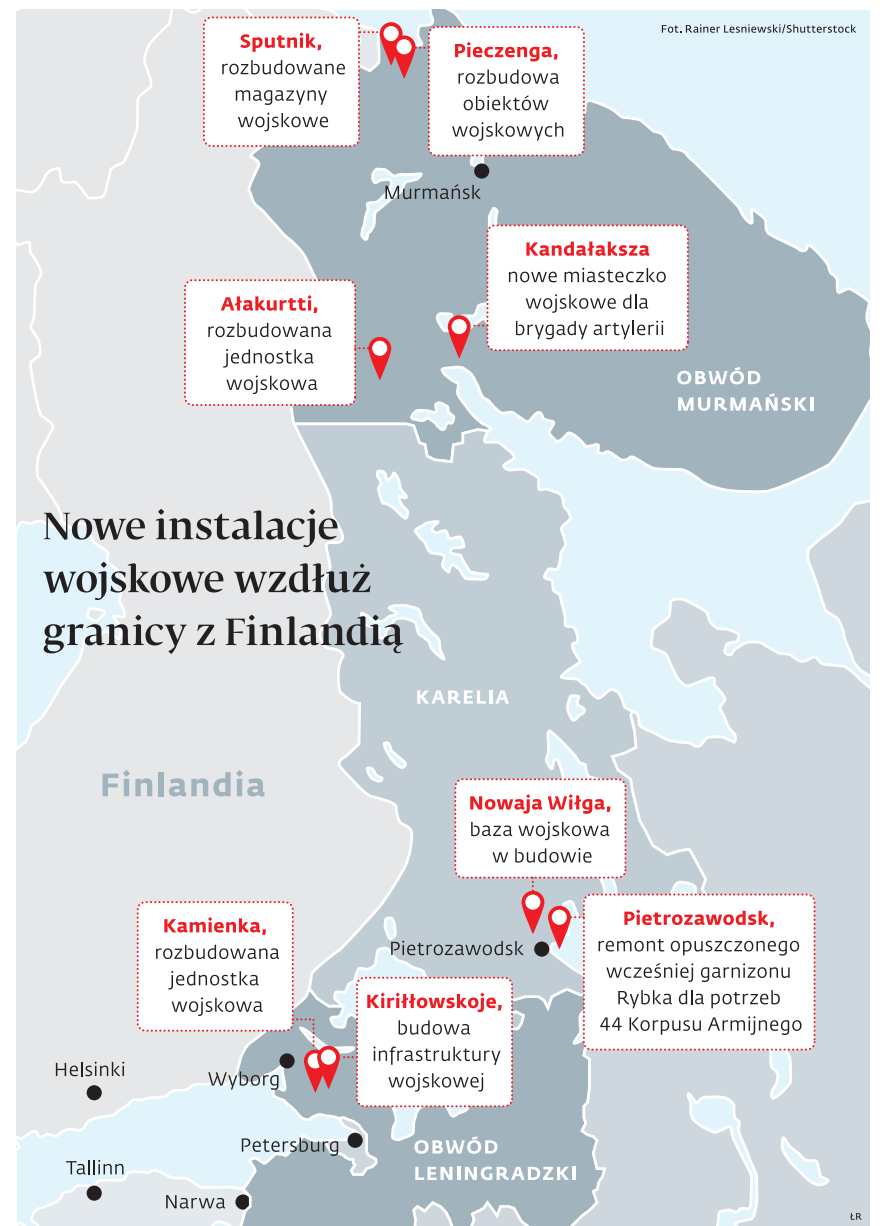 Fot. Rainer Lesniewski/Shutterstock
Sputnik,
rozbudowane
magazyny
wojskowe
Pieczenga,
rozbudowa
obiektów
wojskowych
Murmańsk
Kandałaksza
nowe miasteczko
wojskowe dla
brygady artylerii
Ałakurtti,
rozbudowana
jednostka
wojskowa
OBWÓD
MURMAŃSKI
Nowe instalacje
wojskowe wzdłuż
granicy z Finlandią
KARELIA
Finlandia
Nowaja Wiłga,
baza wojskowa
w budowie
Kamienka,
rozbudowana
jednostka
wojskowa
Pietrozawodsk
Pietrozawodsk,
remont opuszczonego
wcześniej garnizonu
Rybka dla potrzeb
44 Korpusu Armijnego
Kiriłłowskoje,
budowa
infrastruktury
wojskowej
Helsinki
Wyborg
Petersburg
OBWÓD
LENINGRADZKI
Tallinn
Narwa
ŁR